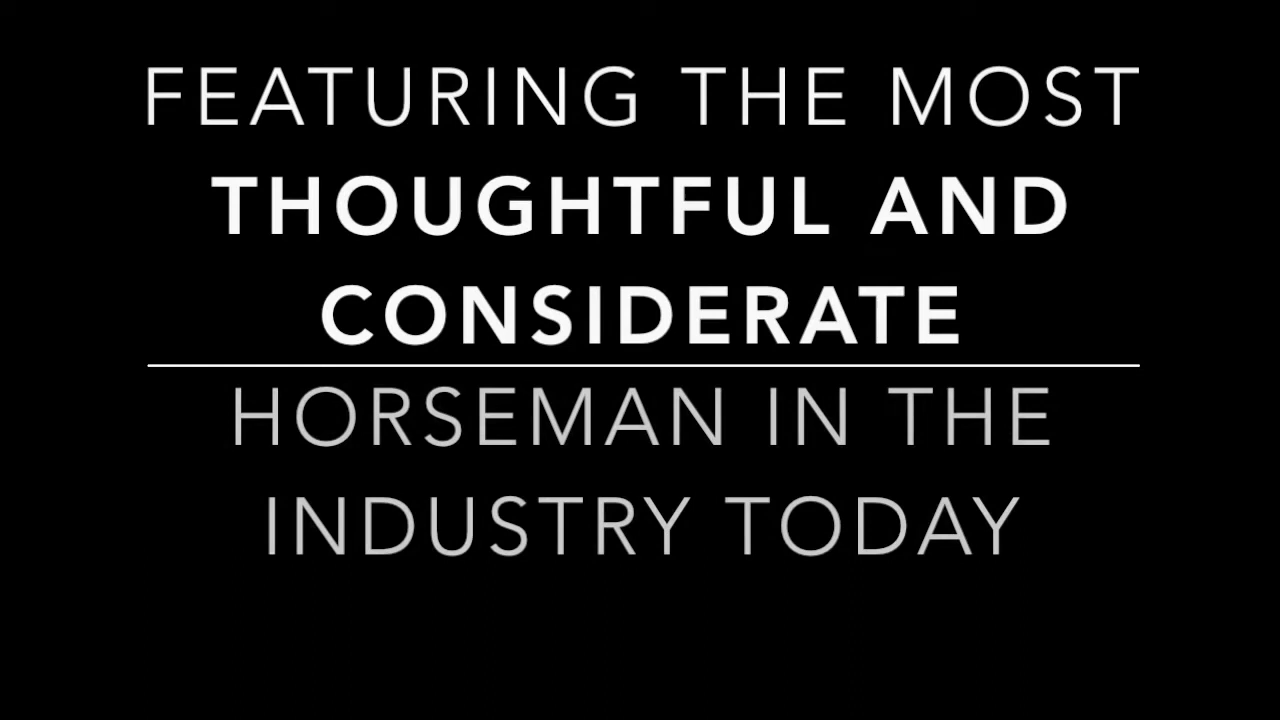 FEATURING THE MOST
THOUGHTFUL AND
CONSIDERATE
HORSEMAN IN THE
INDUSTRY TODAY